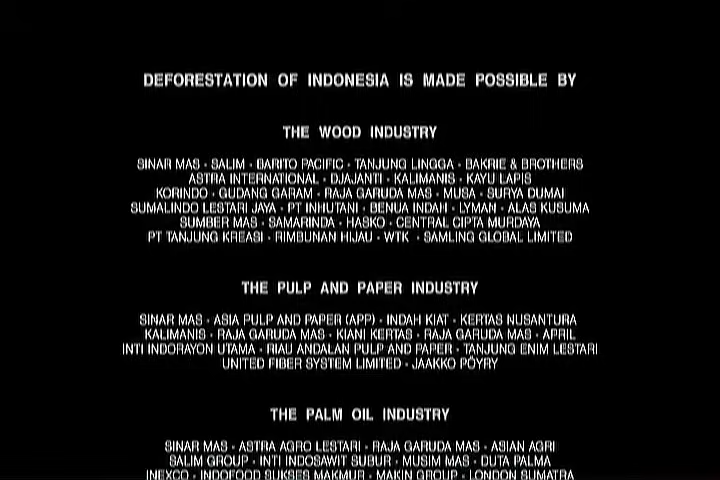 DEFORESTATION OF INDONESIA IS MADE POSSIBLE BY
THE WOOD INDUSTRY
SINAR MAS - SALIM - BARITO PACIFIC - TANJUNG LINGGA - BAKRIE & BROTHERS
ASTRA INTERNATIONAL - DJAJANTI - KALIMANIS - KAYU LAPIS
KORINDO - GUDANG GARAM - RAJA GARUDA MAS - MUSA - SURYA DUMAI
SUMALINDO LESTARI JAYA - PT INHUTANI - BENUA INDAH - LYMAN - ALAS KUSUMA
SUMBER MAS - SAMARINDA - HASKO - CENTRAL CIPTA MURDAYA
PT TANJUNG KREASI - RIMBUNAN HIJAU - WTK - SAMLING GLOBAL LIMITED
THE PULP AND PAPER INDUSTRY
SINAR MAS - ASIA PULP AND PAPER (APP) - INDAH KIAT - KERTAS NUSANTURA
KALIMANIS - RAJA GARUDA MAS - KIANI KERTAS - RAJA GARUDA MAS - APRIL
INTI INDORAYON UTAMA - RIAU ANDALAN PULP AND PAPER - TANJUNG ENIM LESTARI
UNITED FIBER SYSTEM LIMITED - JAAKKO PÖYRY
THE PALM OIL INDUSTRY
SINAR MAS - ASTRA AGRO LESTARI - RAJA GARUDA MAS - ASIAN AGRI
SALIM GROUP - INTI INDOSAWIT SUBUR - MUSIM MAS - DUTA PALMA
INEXCO - INDOFOOD SUKSES MAKMUR - MAKIN GROUP - LONDON SUMATRA